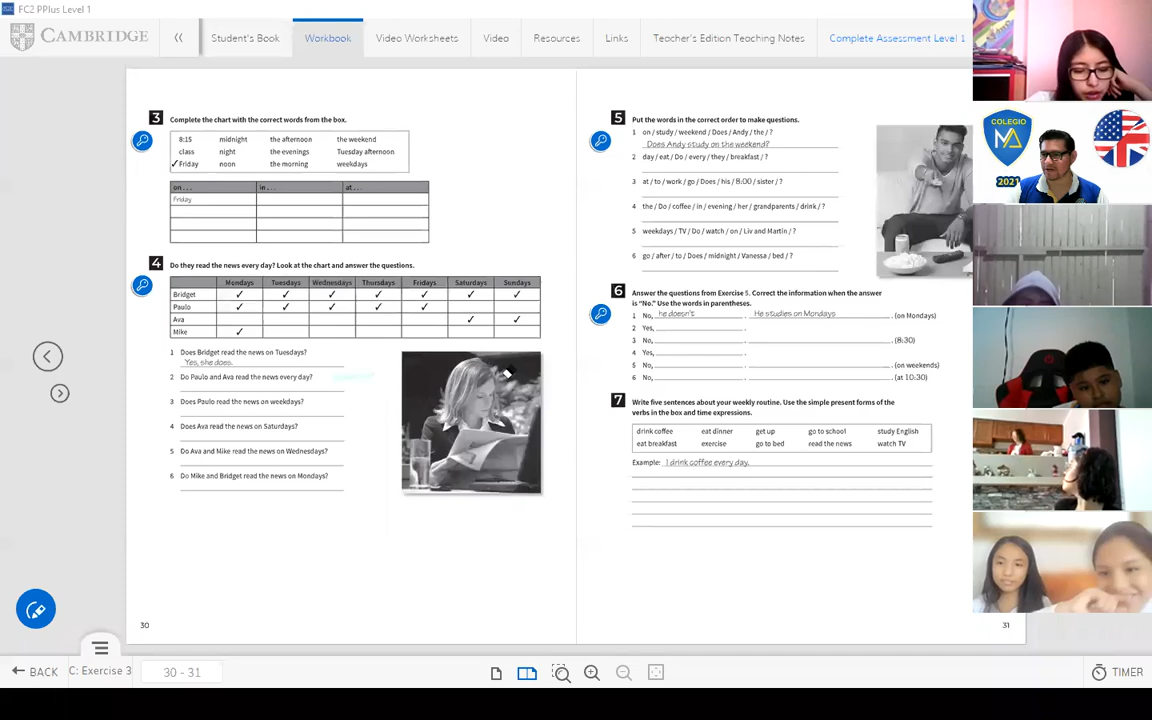 FC2 PPlus Level 1
CAMBRIDGE
Student's Book
Workbook
Video Worksheets
Video
Resources
Links
Teacher's Edition Teaching Notes
Complete Assessment Level 1
3 Complete the chart with the correct words from the box.
8:15 midnight the afternoon the weekend
class night the evenings Tuesday afternoon
✓Friday noon the morning weekdays
on . . . in . . . at . . .
Friday
4 Do they read the news every day? Look at the chart and answer the questions.
Mondays Tuesdays Wednesdays Thursdays Fridays Saturdays Sundays
Bridget ✓ ✓ ✓ ✓ ✓ ✓ ✓
Paulo ✓ ✓ ✓ ✓ ✓
Ava ✓ ✓
Mike ✓
1 Does Bridget read the news on Tuesdays?
Yes, she does.
2 Do Paulo and Ava read the news every day?
3 Does Paulo read the news on weekdays?
4 Does Ava read the news on Saturdays?
5 Do Ava and Mike read the news on Wednesdays?
6 Do Mike and Bridget read the news on Mondays?
30
5 Put the words in the correct order to make questions.
1 on / study / weekend / Does / Andy / the / ?
Does Andy study on the weekend?
2 day / eat / Do / every / they / breakfast / ?
3 at / to / work / go / Does / his / 8:00 / sister / ?
4 the / Do / coffee / in / evening / her / grandparents / drink / ?
5 weekdays / TV / Do / watch / on / Liv and Martin / ?
6 go / after / to / Does / midnight / Vanessa / bed / ?
6 Answer the questions from Exercise 5. Correct the information when the answer
is "No." Use the words in parentheses.
1 No, he doesn't . He studies on Mondays . (on Mondays)
2 Yes, .
3 No, . . (8:30)
4 Yes, .
5 No, . . (on weekends)
6 No, . . (at 10:30)
7 Write five sentences about your weekly routine. Use the simple present forms of the
verbs in the box and time expressions.
drink coffee eat dinner get up go to school study English
eat breakfast exercise go to bed read the news watch TV
Example: I drink coffee every day.
31
COLEGIO
MA
2021
BACK
C: Exercise 3
30 - 31
TIMER